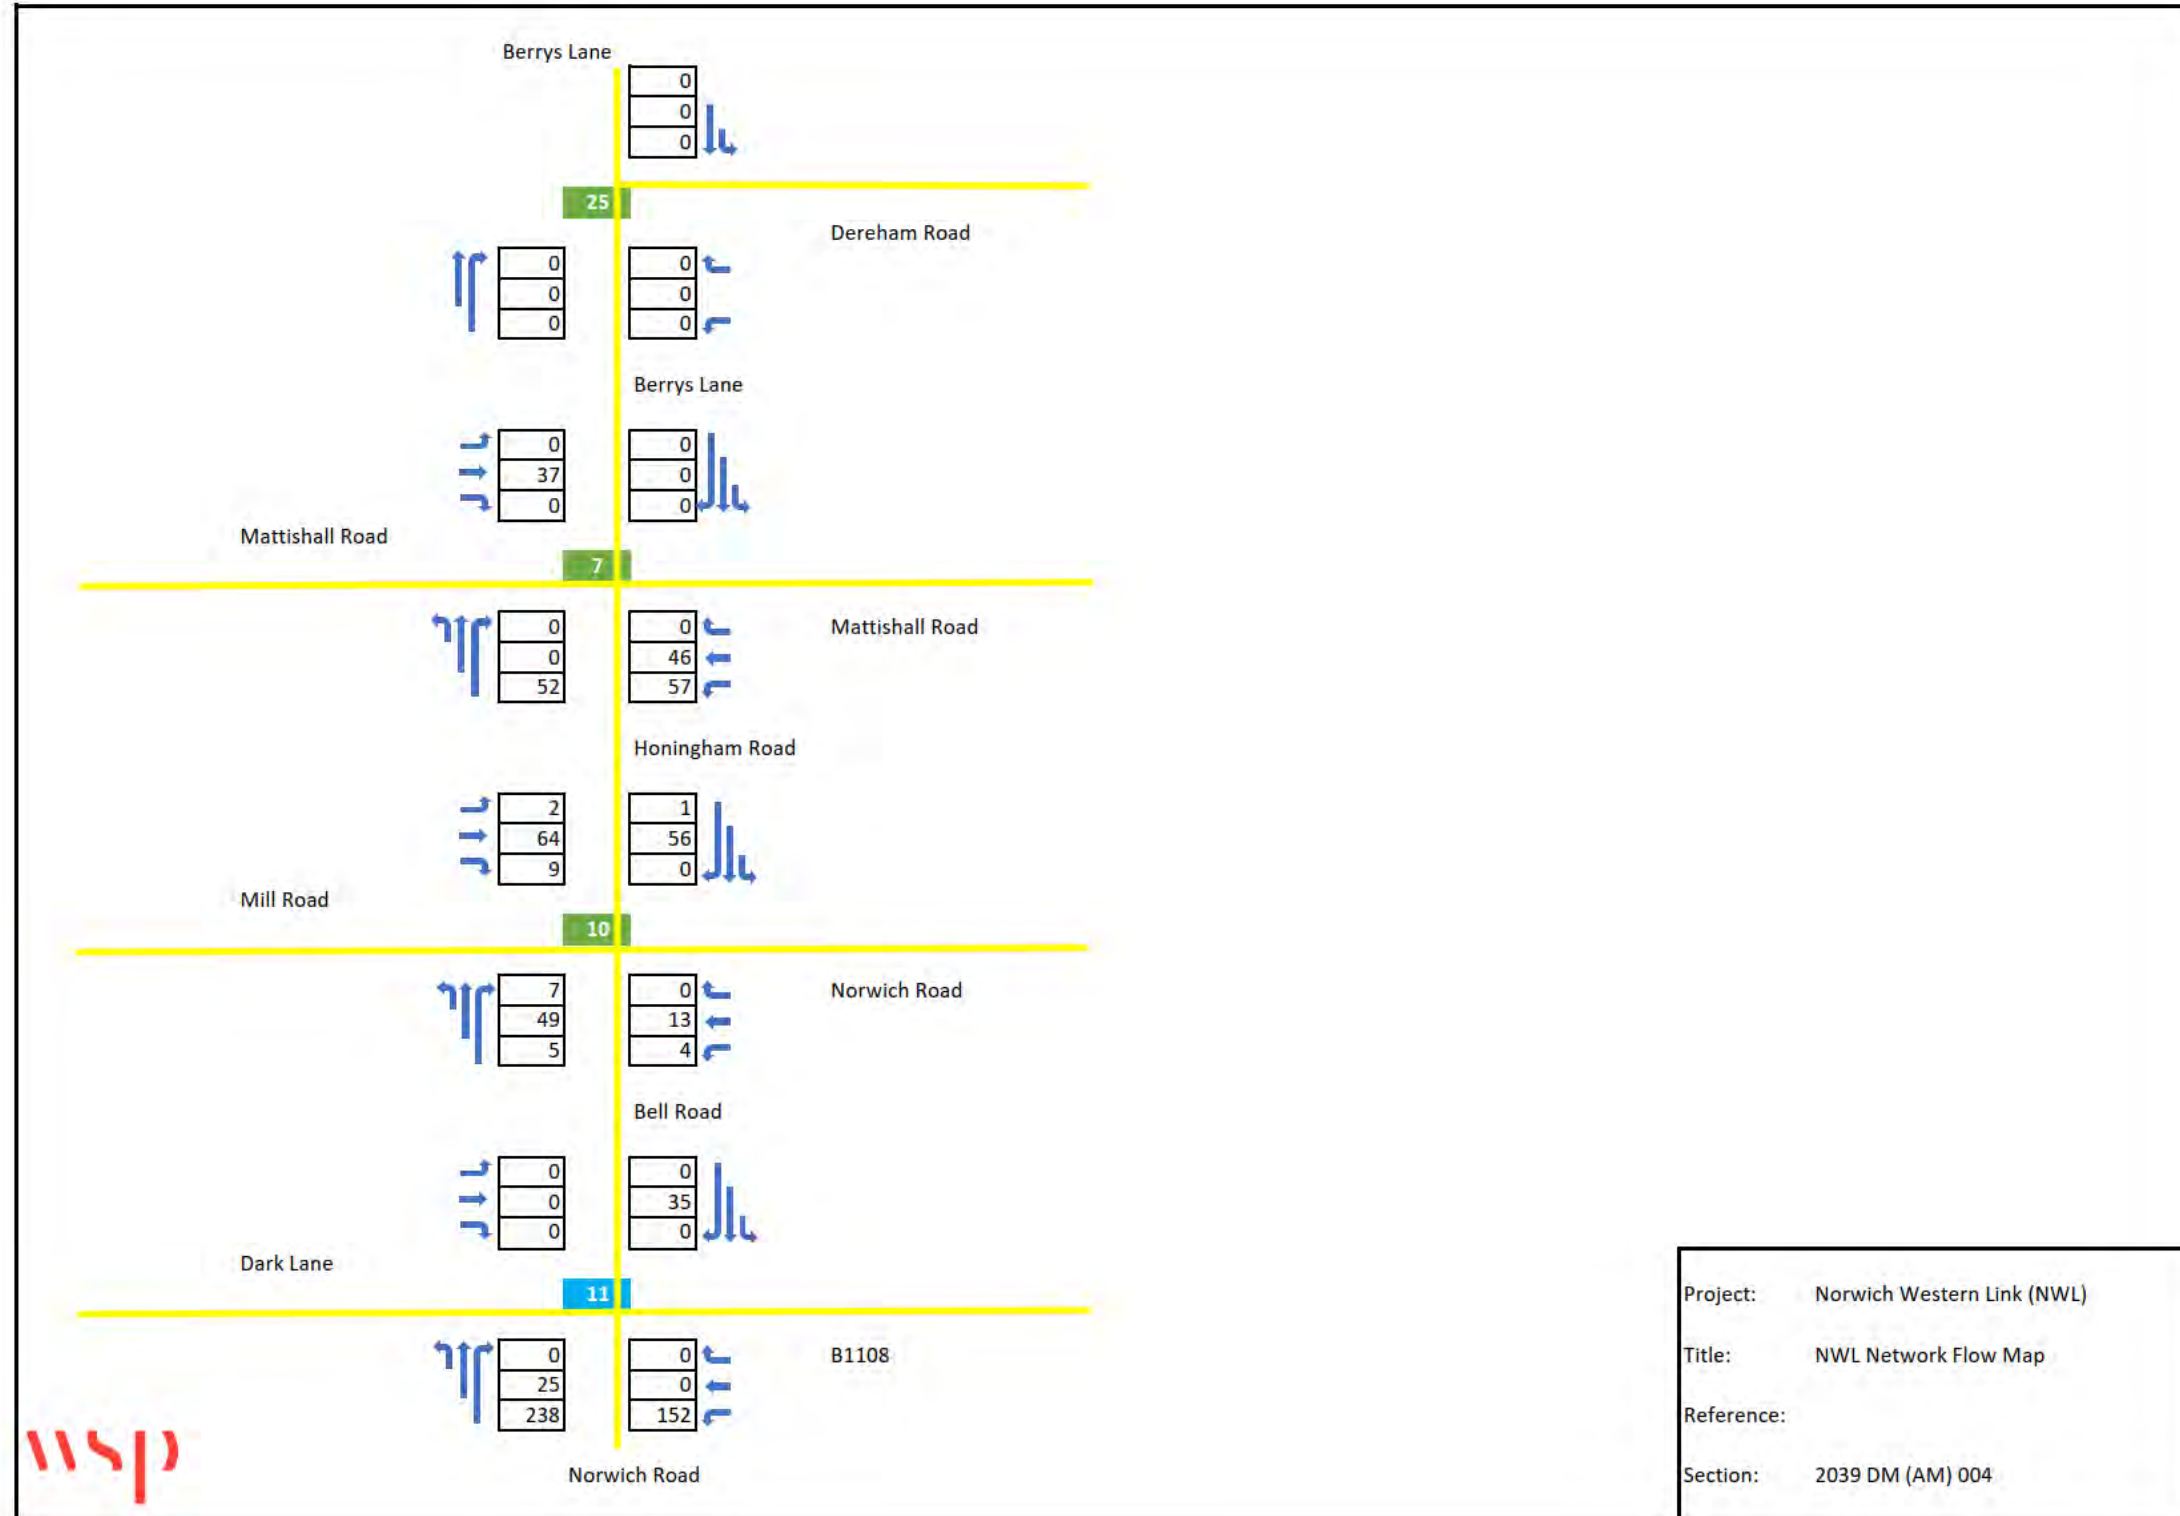 Berrys Lane
0
0
0
25
Dereham Road
0 0
0 0
0 0
Berrys Lane
0 0
37 0
0 0
Mattishall Road
7
0 0 Mattishall Road
0 46
52 57
Honingham Road
2 1
64 56
9 0
Mill Road
10
7 0 Norwich Road
49 13
5 4
Bell Road
0 0
0 35
0 0
Dark Lane
11
0 0 B1108
25 0
238 152
Norwich Road
wsp
Project: Norwich Western Link (NWL)
Title: NWL Network Flow Map
Reference:
Section: 2039 DM (AM) 004